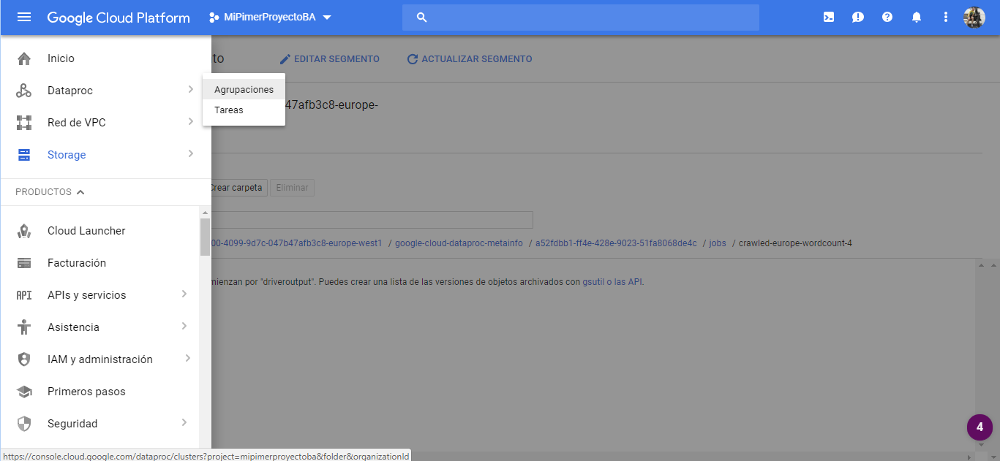 Google Cloud Platform MiPimerProyectoBA
Inicio
Dataproc
Red de VPC
Storage
PRODUCTOS
Cloud Launcher
Facturación
API APIs y servicios
Asistencia
IAM y administración
Primeros pasos
Seguridad
Agrupaciones
Tareas
to EDITAR SEGMENTO ACTUALIZAR SEGMENTO
47afb3c8-europe-
Crear carpeta Eliminar
00-4099-9d7c-047b47afb3c8-europe-west1 / google-cloud-dataproc-metainfo / a52fdbb1-ff4e-428e-9023-51fa8068de4c / jobs / crawled-europe-wordcount-4
mienzan por "driveroutput". Puedes crear una lista de las versiones de objetos archivados con gsutil o las API.
4
https://console.cloud.google.com/dataproc/clusters?project=mipimerproyectoba&folder&organizationId